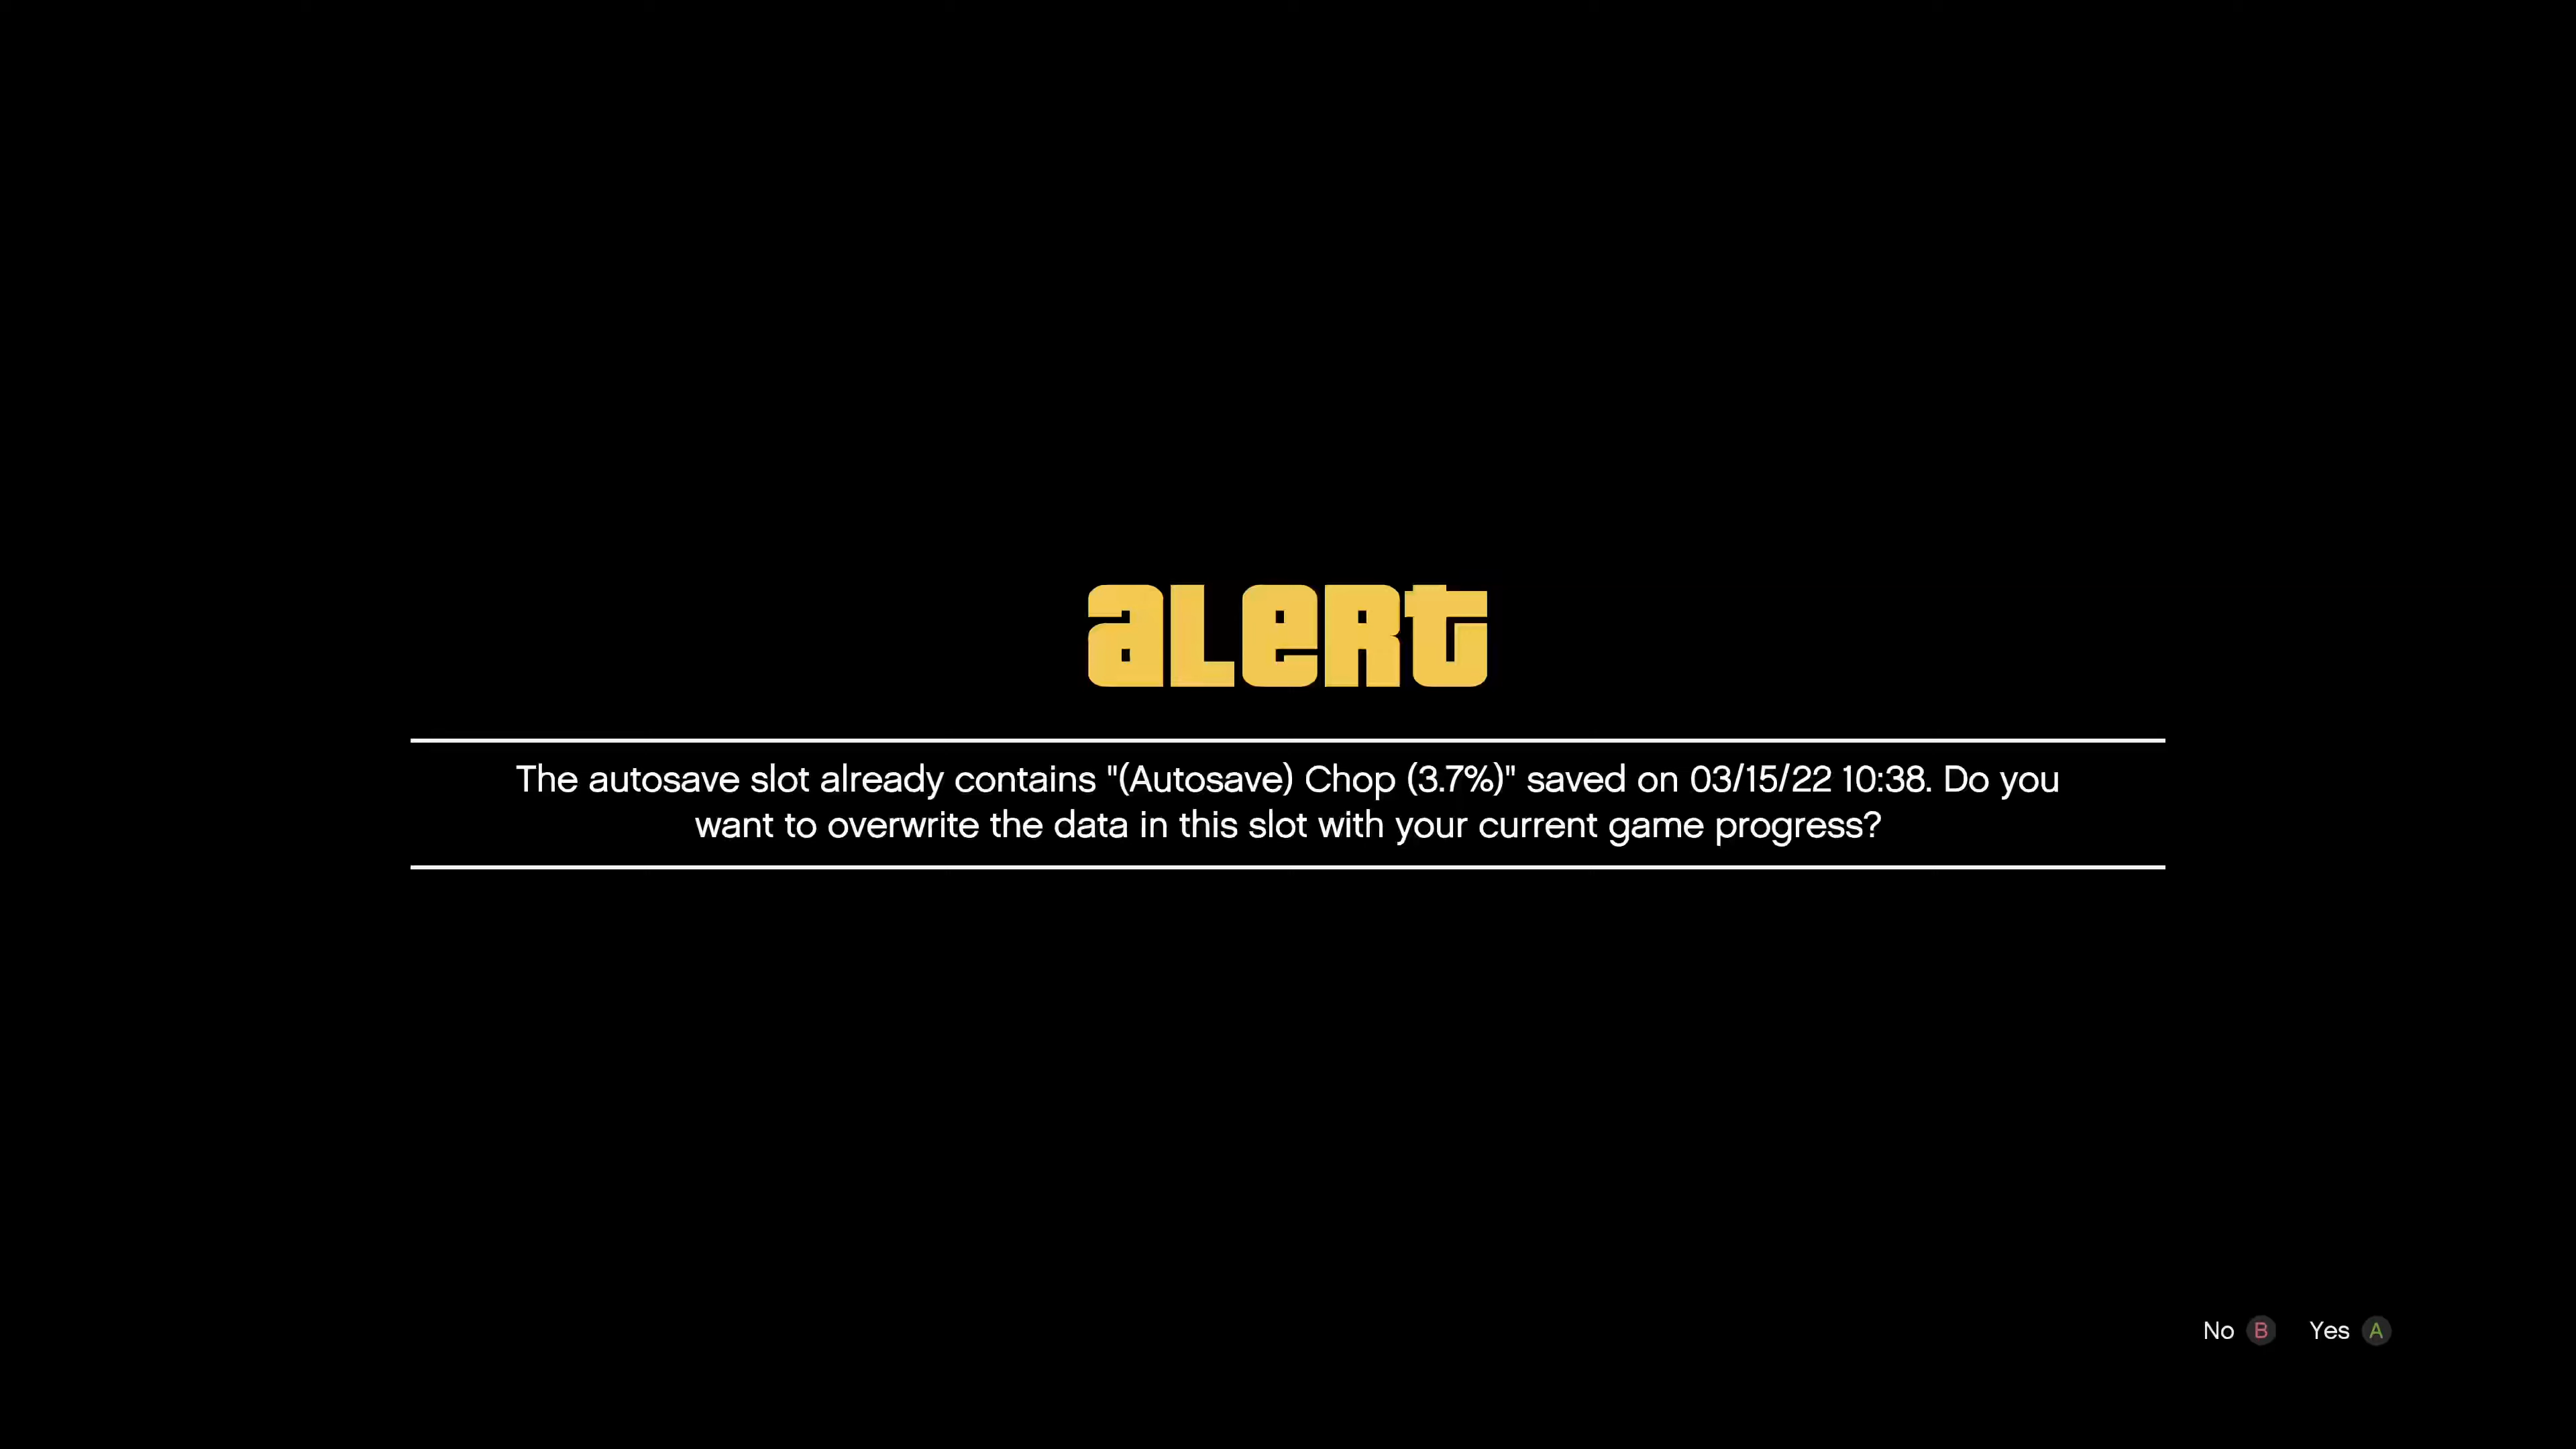 aLeRt
The autosave slot already contains "(Autosave) Chop (3.7%)" saved on 03/15/22 10:38. Do you
want to overwrite the data in this slot with your current game progress?
No B Yes A